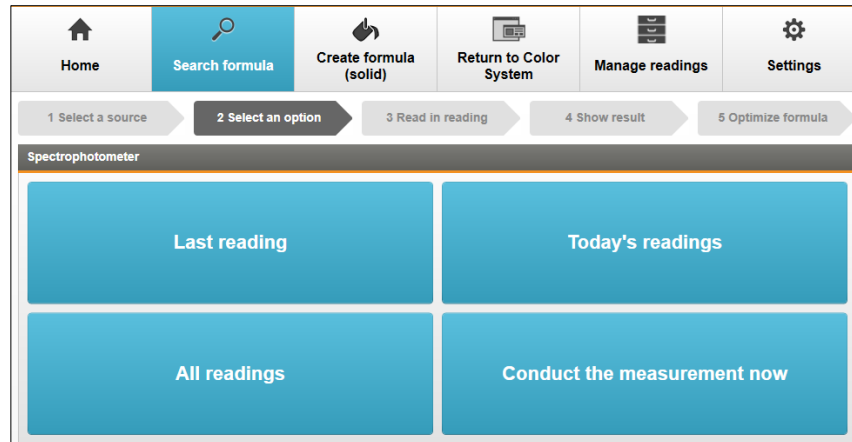 Home
Search formula
Create formula
(solid)
Return to Color
System
Manage readings
Settings
1 Select a source
2 Select an option
3 Read in reading
4 Show result
5 Optimize formula
Spectrophotometer
Last reading
Today's readings
All readings
Conduct the measurement now